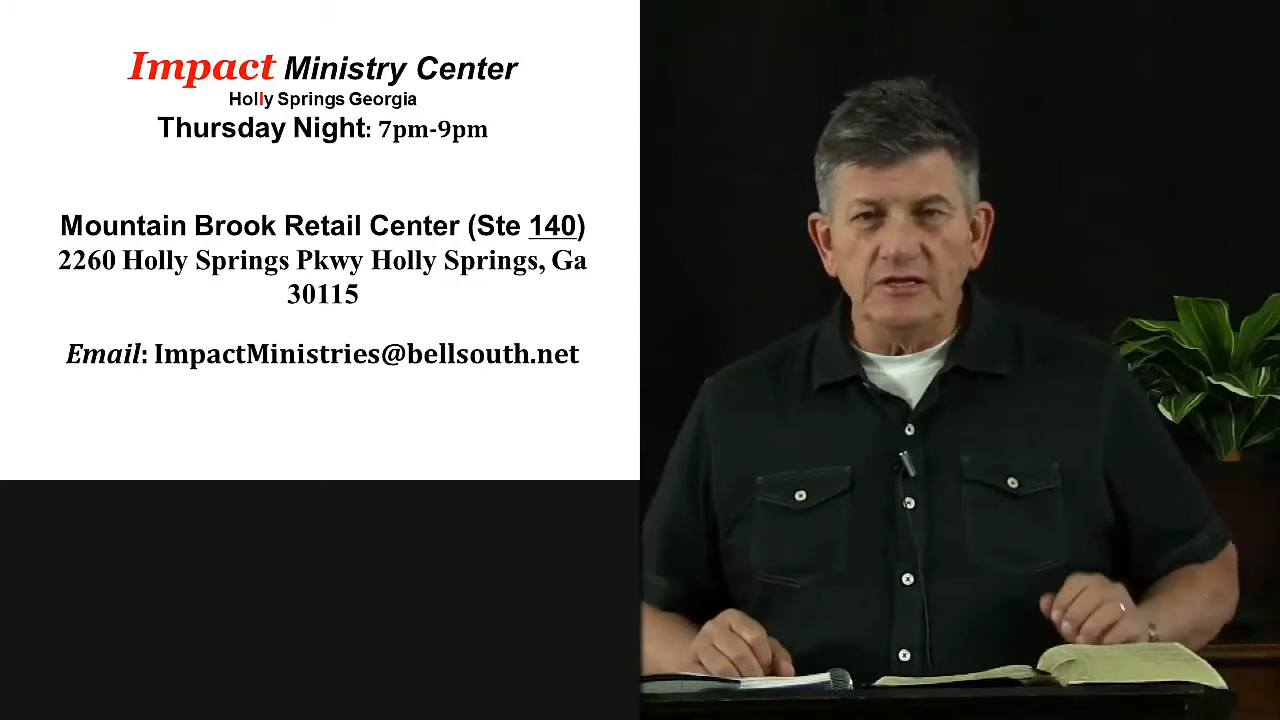 Impact Ministry Center
Holly Springs Georgia
Thursday Night: 7pm-9pm
Mountain Brook Retail Center (Ste 140)
2260 Holly Springs Pkwy Holly Springs, Ga
30115
Email: ImpactMinistries@bellsouth.net